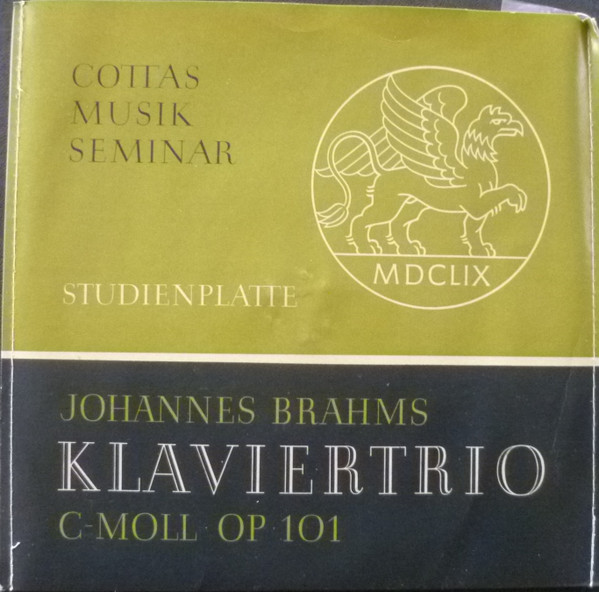 COTTAS
MUSIK
SEMINAR
MDCLIX
STUDIENPLATTE
JOHANNES BRAHMS
KLAVIERTRIO
C-MOLL OP 101